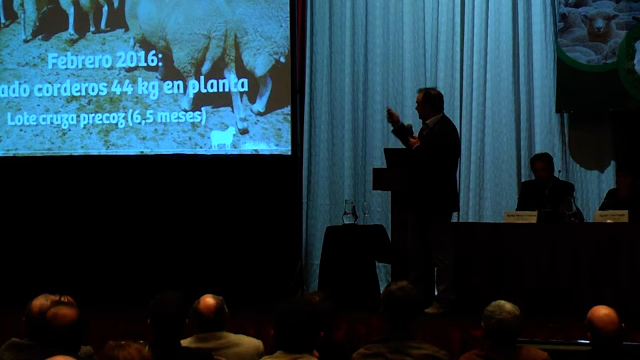 Febrero 2016:
ado corderos 44 kg en planta
Lote cruza precoz (6,5 meses)